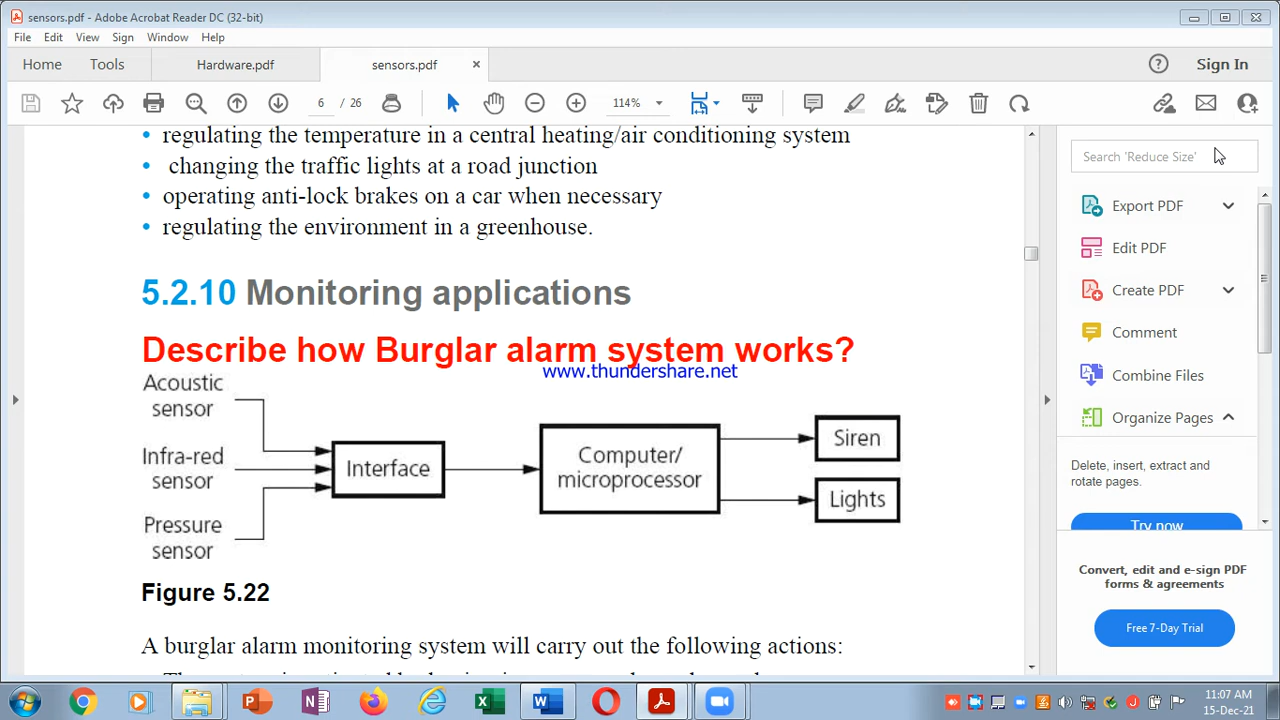 sensors.pdf - Adobe Acrobat Reader DC (32-bit)
File Edit View Sign Window Help
Home Tools Hardware.pdf sensors.pdf × Sign In
6 / 26 114%
regulating the temperature in a central heating/air conditioning system
changing the traffic lights at a road junction
operating anti-lock brakes on a car when necessary
regulating the environment in a greenhouse.
5.2.10 Monitoring applications
Describe how Burglar alarm system works?
www.thundershare.net
Acoustic
sensor
Infra-red
sensor
Pressure
sensor
Interface
Computer/
microprocessor
Siren
Lights
Figure 5.22
A burglar alarm monitoring system will carry out the following actions:
Search 'Reduce Size'
Export PDF
Edit PDF
Create PDF
Comment
Combine Files
Organize Pages
Delete, insert, extract and
rotate pages.
Try now
Convert, edit and e-sign PDF
forms & agreements
Free 7-Day Trial
11:07 AM
15-Dec-21